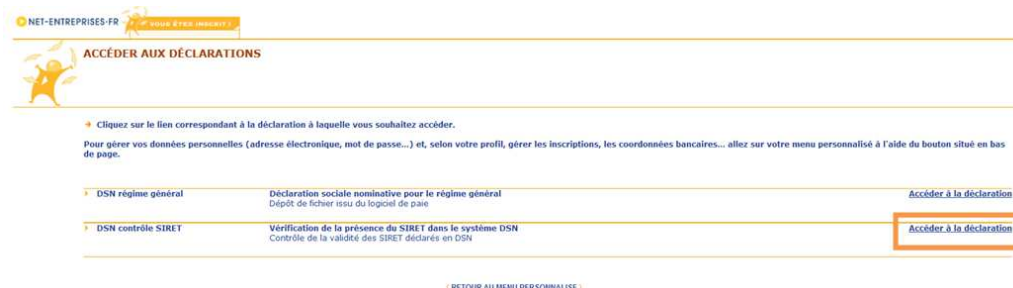 NET-ENTREPRISES-FR VOUS ÊTES INSCRIT !
ACCÉDER AUX DÉCLARATIONS
Cliquez sur le lien correspondant à la déclaration à laquelle vous souhaitez accéder.
Pour gérer vos données personnelles (adresse électronique, mot de passe...) et, selon votre profil, gérer les inscriptions, les coordonnées bancaires... allez sur votre menu personnalisé à l'aide du bouton situé en bas
de page.
DSN régime général Déclaration sociale nominative pour le régime général Accéder à la déclaration
Dépôt de fichier issu du logiciel de paie
DSN contrôle SIRET Vérification de la présence du SIRET dans le système DSN Accéder à la déclaration
Contrôle de la validité des SIRET déclarés en DSN
( RETOUR AU MENU PERSONNALISE )